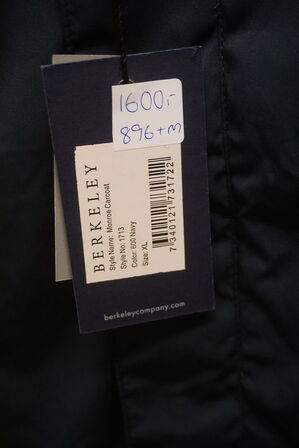 1600:-
896+m
BERKELEY
Style Name: Monroe Carcoat
Style No: 1713
Color: 600 Navy
Size: XL
7340121731722
berkeleycompany.com